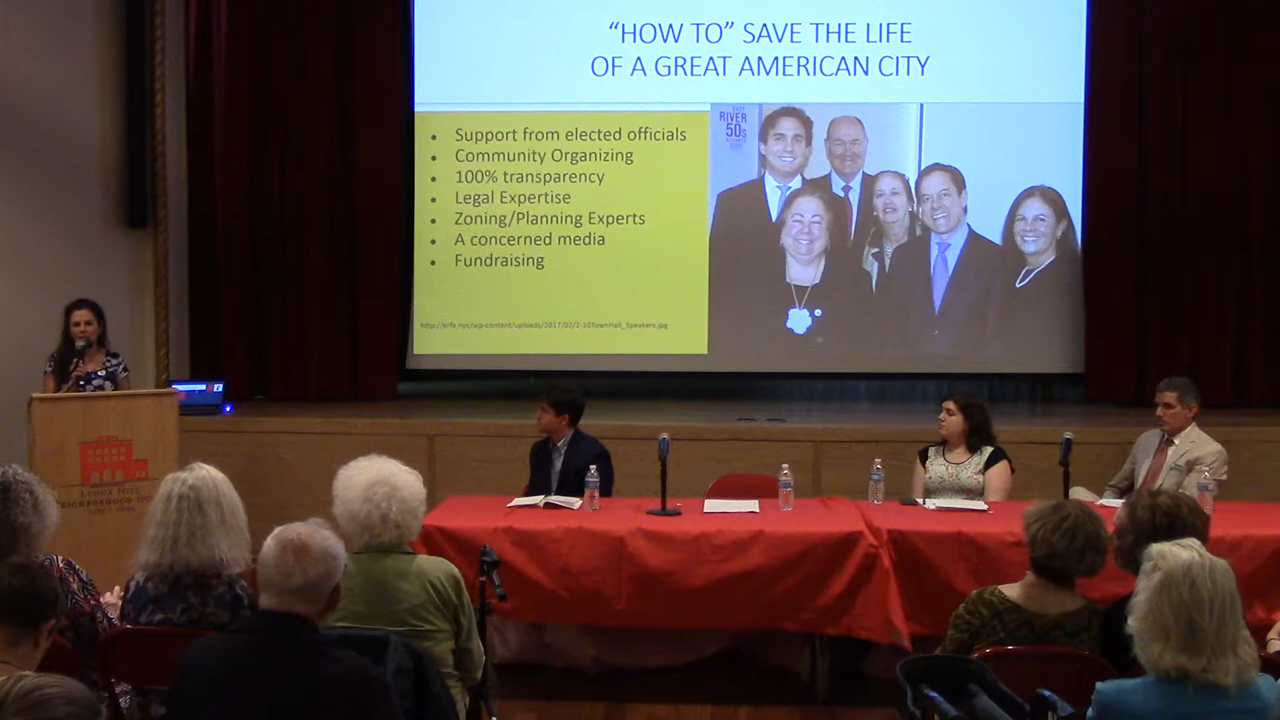 “HOW TO” SAVE THE LIFE
OF A GREAT AMERICAN CITY
• Support from elected officials
• Community Organizing
• 100% transparency
• Legal Expertise
• Zoning/Planning Experts
• A concerned media
• Fundraising
http://erfa.nyc/wp-content/uploads/2017/02/2-10TownHall_Speakers.jpg
EAST
RIVER
50s
LENOX HILL
NEIGHBORHOOD HO